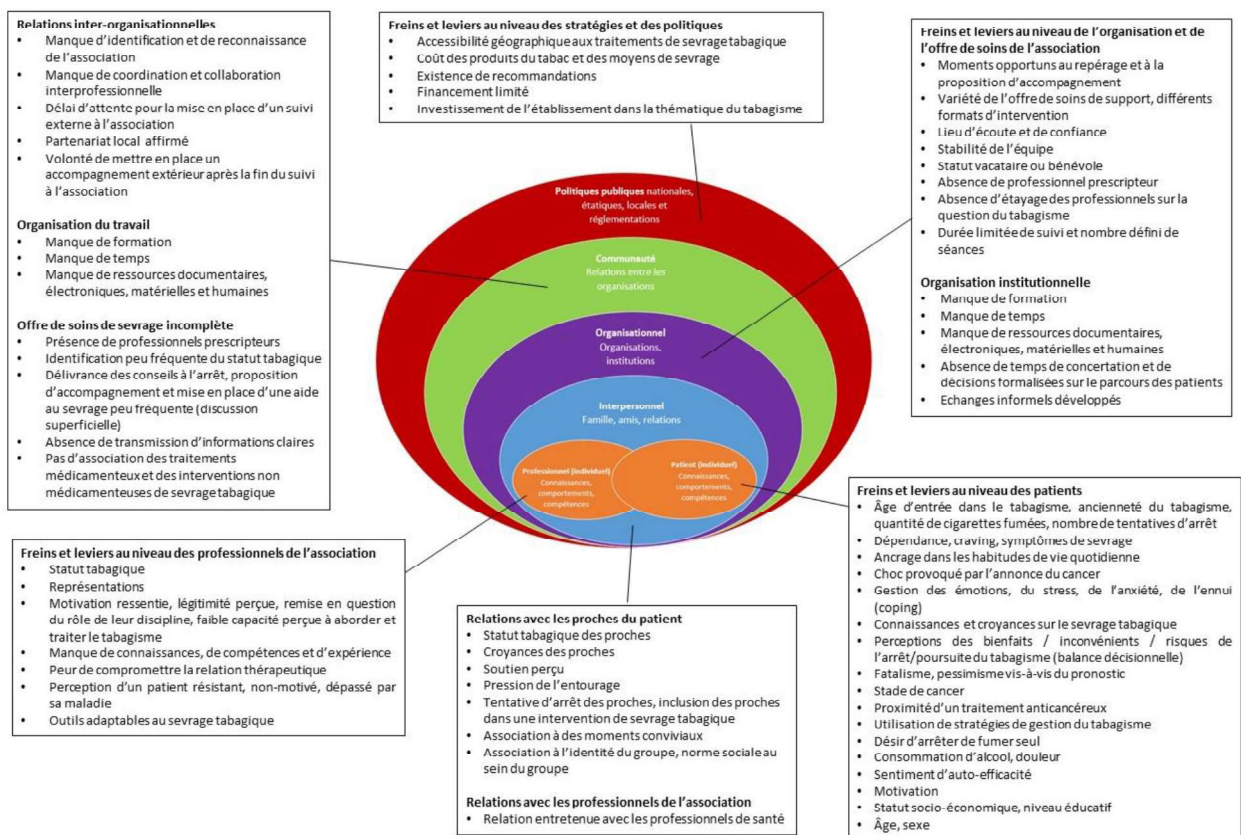 Relations inter-organisationnelles
• Manque d'identification et de reconnaissance
de l'association
• Manque de coordination et collaboration
interprofessionnelle
• Délai d'attente pour la mise en place d'un suivi
externe à l'association
• Partenariat local affirmé
• Volonté de mettre en place un
accompagnement extérieur après la fin du suivi
à l'association
Organisation du travail
• Manque de formation
• Manque de temps
• Manque de ressources documentaires,
électroniques, matérielles et humaines
Offre de soins de sevrage incomplète
• Présence de professionnels prescripteurs
• Identification peu fréquente du statut tabagique
• Délivrance des conseils à l'arrêt, proposition
d'accompagnement et mise en place d'une aide
au sevrage peu fréquente (discussion
superficielle)
• Absence de transmission d'informations claires
• Pas d'association des traitements
médicamenteux et des interventions non
médicamenteuses de sevrage tabagique
Freins et leviers au niveau des stratégies et des politiques
• Accessibilité géographique aux traitements de sevrage tabagique
• Coût des produits du tabac et des moyens de sevrage
• Existence de recommandations
• Financement limité
• Investissement de l'établissement dans la thématique du tabagisme
Freins et leviers au niveau de l'organisation et de
l'offre de soins de l'association
• Moments opportuns au repérage et à la
proposition d'accompagnement
• Variété de l'offre de soins de support, différents
formats d'intervention
• Lieu d'écoute et de confiance
• Stabilité de l'équipe
• Statut vacataire ou bénévole
• Absence de professionnel prescripteur
• Absence d'étayage des professionnels sur la
question du tabagisme
• Durée limitée de suivi et nombre défini de
séances
Organisation institutionnelle
• Manque de formation
• Manque de temps
• Manque de ressources documentaires,
électroniques, matérielles et humaines
• Absence de temps de concertation et de
décisions formalisées sur le parcours des patients
• Echanges informels développés
Politiques publiques nationales,
étatiques, locales et
réglementations
Communauté
Relations entre les
organisations
Organisationnel
Organisations,
institutions
Interpersonnel
Famille, amis, relations
Professionnel (individuel)
Connaissances,
comportements,
compétences
Patient (individuel)
Connaissances,
comportements,
compétences
Freins et leviers au niveau des professionnels de l'association
• Statut tabagique
• Représentations
• Motivation ressentie, légitimité perçue, remise en question
du rôle de leur discipline, faible capacité perçue à aborder et
traiter le tabagisme
• Manque de connaissances, de compétences et d'expérience
• Peur de compromettre la relation thérapeutique
• Perception d'un patient résistant, non-motivé, dépassé par
sa maladie
• Outils adaptables au sevrage tabagique
Relations avec les proches du patient
• Statut tabagique des proches
• Croyances des proches
• Soutien perçu
• Pression de l'entourage
• Tentative d'arrêt des proches, inclusion des proches
dans une intervention de sevrage tabagique
• Association à des moments conviviaux
• Association à l'identité du groupe, norme sociale au
sein du groupe
Relations avec les professionnels de l'association
• Relation entretenue avec les professionnels de santé
Freins et leviers au niveau des patients
• Âge d'entrée dans le tabagisme, ancienneté du tabagisme,
quantité de cigarettes fumées, nombre de tentatives d'arrêt
• Dépendance, craving, symptômes de sevrage
• Ancrage dans les habitudes de vie quotidienne
• Choc provoqué par l'annonce du cancer
• Gestion des émotions, du stress, de l'anxiété, de l'ennui
(coping)
• Connaissances et croyances sur le sevrage tabagique
• Perceptions des bienfaits / inconvénients / risques de
l'arrêt/poursuite du tabagisme (balance décisionnelle)
• Fatalisme, pessimisme vis-à-vis du pronostic
• Stade de cancer
• Proximité d'un traitement anticancéreux
• Utilisation de stratégies de gestion du tabagisme
• Désir d'arrêter de fumer seul
• Consommation d'alcool, douleur
• Sentiment d'auto-efficacité
• Motivation
• Statut socio-économique, niveau éducatif
• Âge, sexe